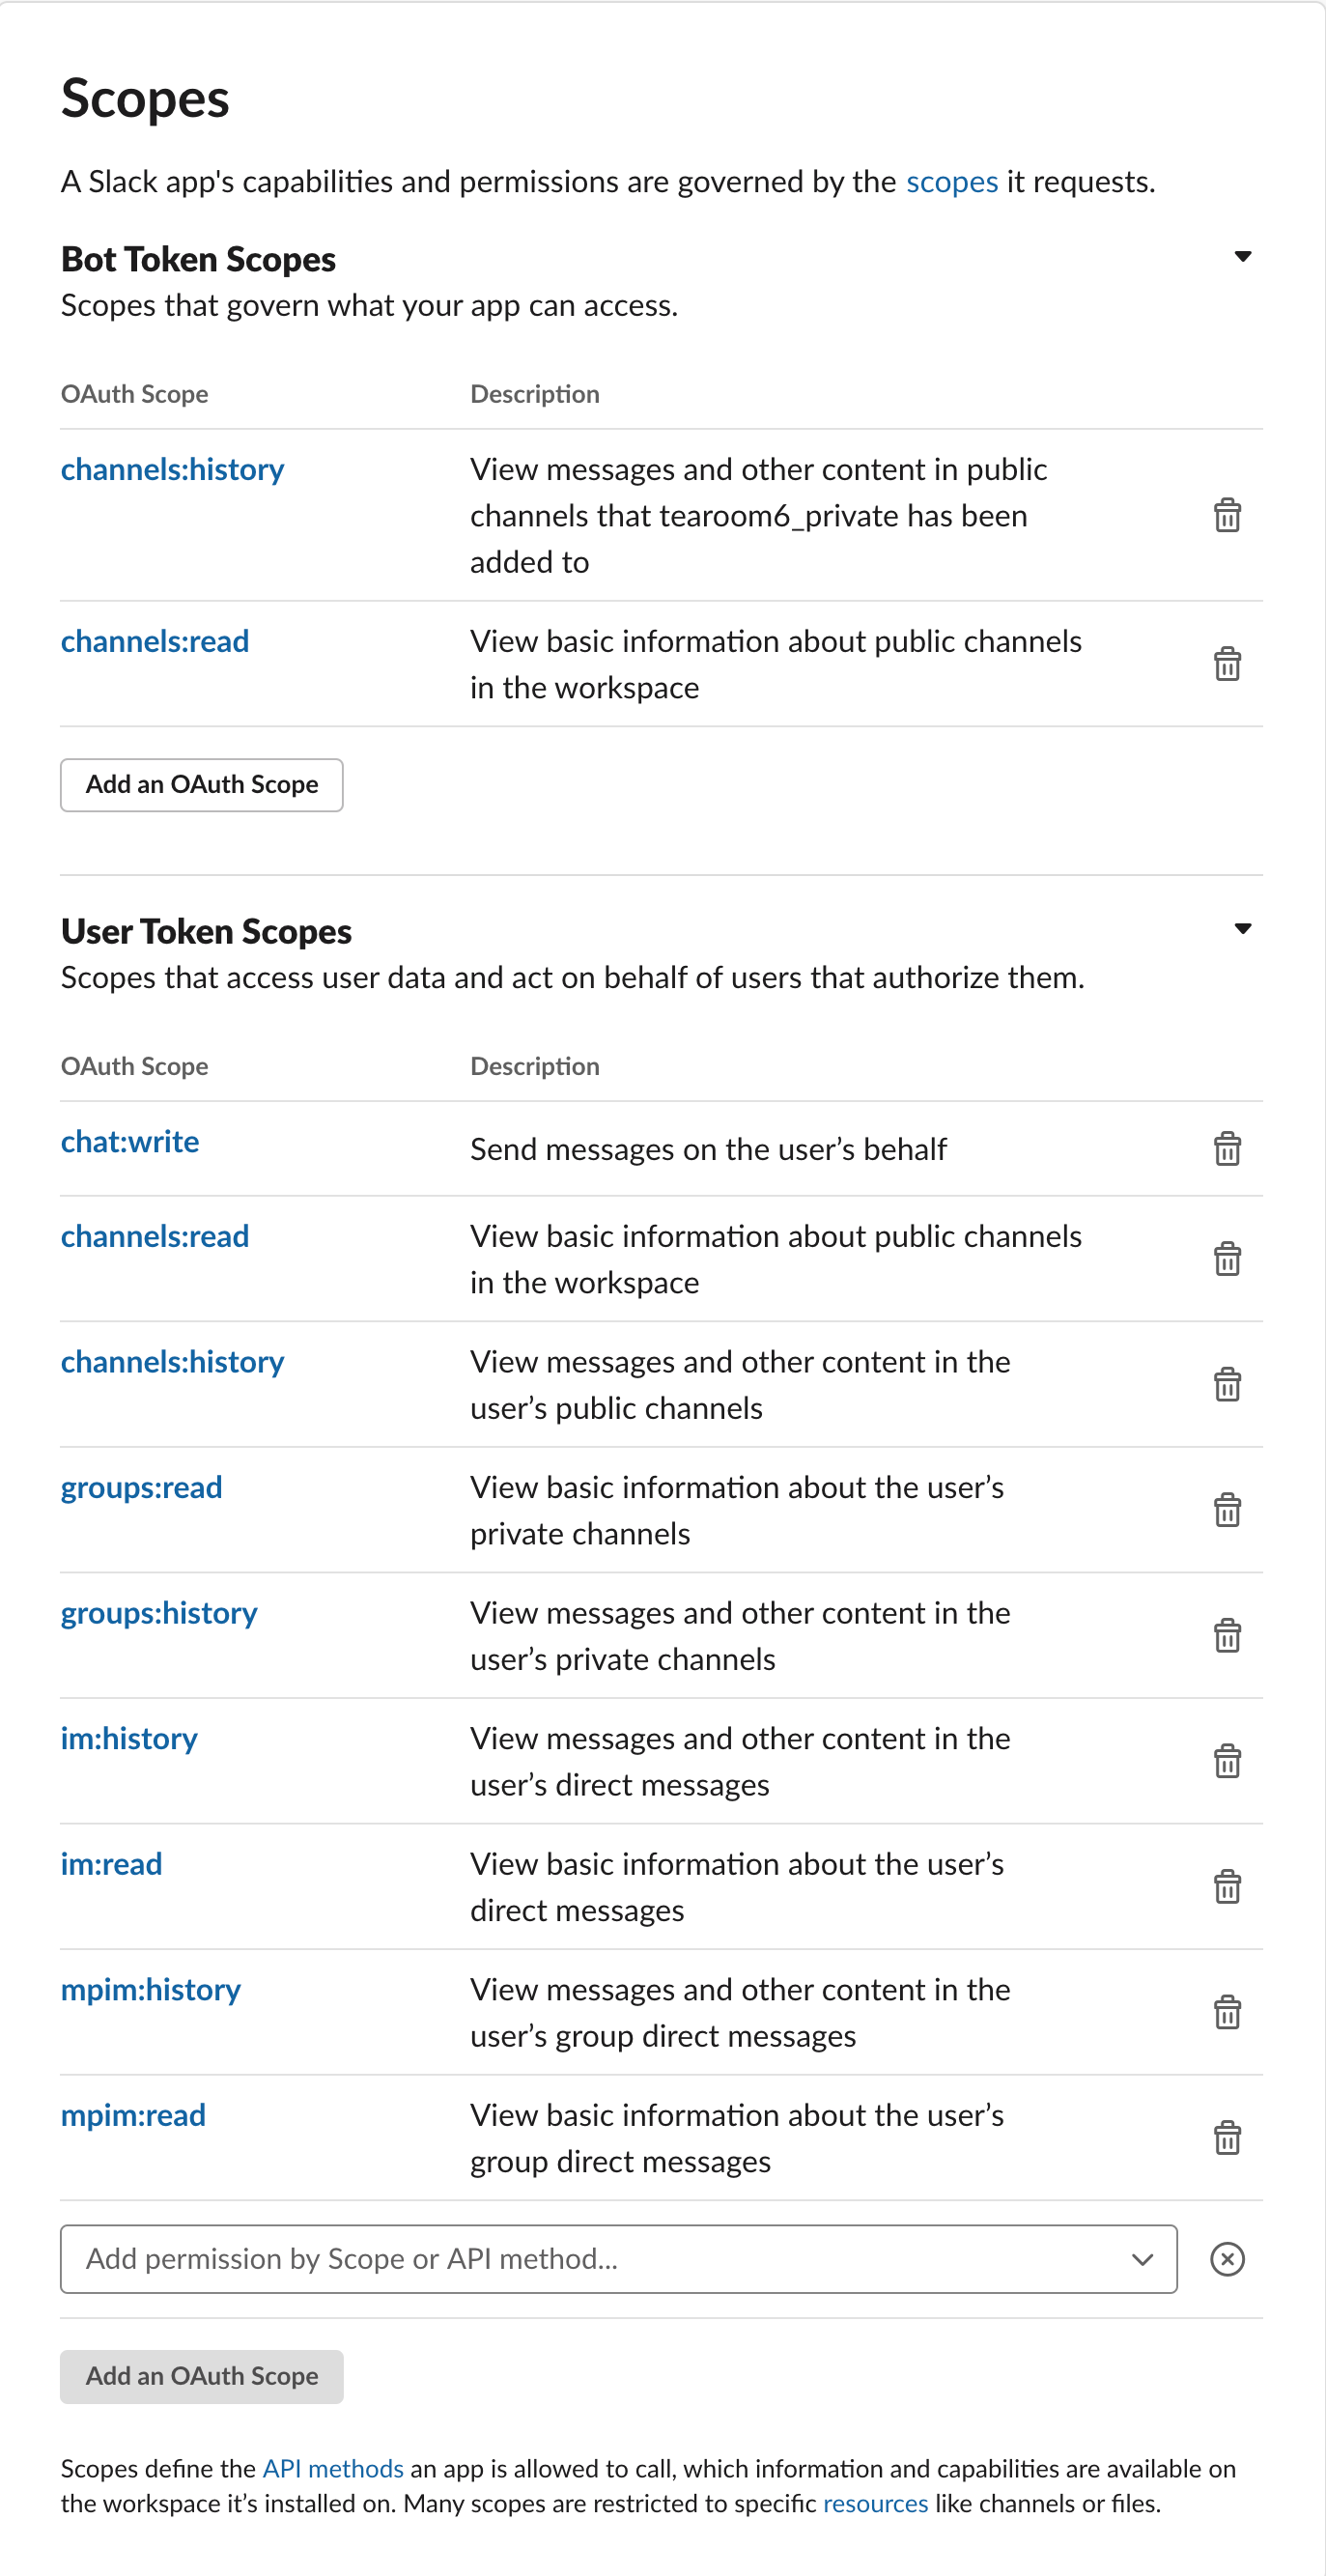 Scopes
A Slack app's capabilities and permissions are governed by the scopes it requests.
Bot Token Scopes
Scopes that govern what your app can access.
OAuth Scope Description
channels:history View messages and other content in public
channels that tearoom6_private has been
added to
channels:read View basic information about public channels
in the workspace
Add an OAuth Scope
User Token Scopes
Scopes that access user data and act on behalf of users that authorize them.
OAuth Scope Description
chat:write Send messages on the user’s behalf
channels:read View basic information about public channels
in the workspace
channels:history View messages and other content in the
user’s public channels
groups:read View basic information about the user’s
private channels
groups:history View messages and other content in the
user’s private channels
im:history View messages and other content in the
user’s direct messages
im:read View basic information about the user’s
direct messages
mpim:history View messages and other content in the
user’s group direct messages
mpim:read View basic information about the user’s
group direct messages
Add permission by Scope or API method...
Add an OAuth Scope
Scopes define the API methods an app is allowed to call, which information and capabilities are available on
the workspace it’s installed on. Many scopes are restricted to specific resources like channels or files.